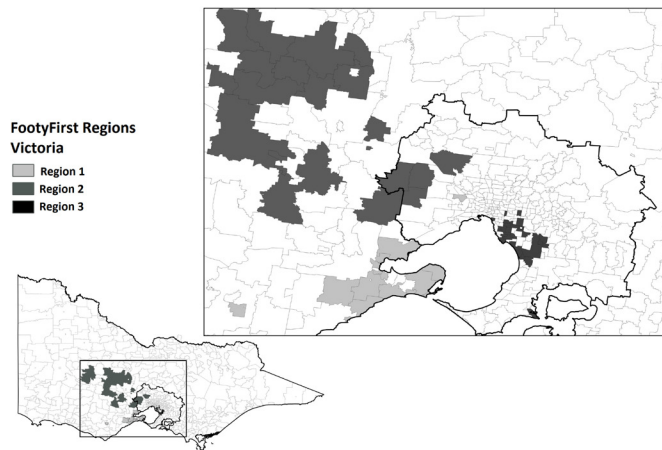 FootyFirst Regions
Victoria
Region 1
Region 2
Region 3